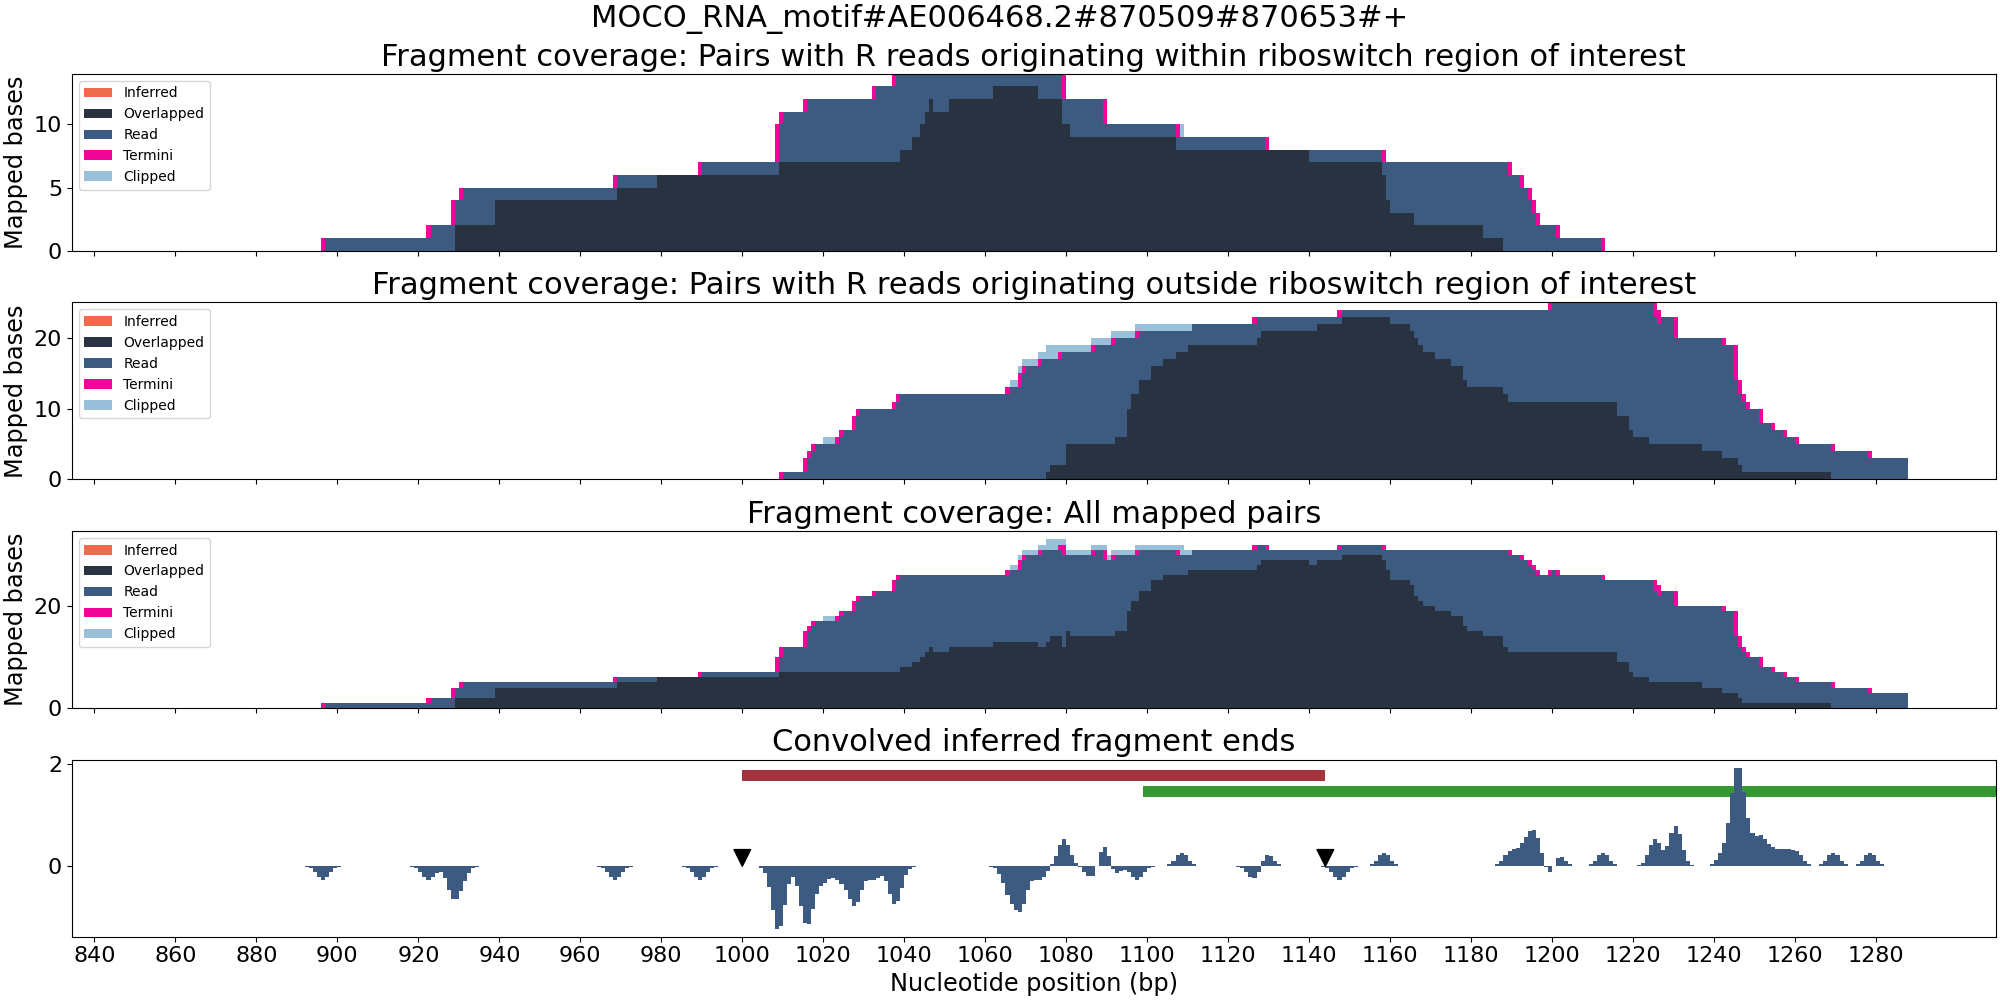 MOCO_RNA_motif#AE006468.2#870509#870653#+
Fragment coverage: Pairs with R reads originating within riboswitch region of interest
Mapped bases
10
5
0
Inferred
Overlapped
Read
Termini
Clipped
Fragment coverage: Pairs with R reads originating outside riboswitch region of interest
Mapped bases
20
10
0
Inferred
Overlapped
Read
Termini
Clipped
Fragment coverage: All mapped pairs
Mapped bases
20
0
Inferred
Overlapped
Read
Termini
Clipped
Convolved inferred fragment ends
2
0
840 860 880 900 920 940 960 980 1000 1020 1040 1060 1080 1100 1120 1140 1160 1180 1200 1220 1240 1260 1280
Nucleotide position (bp)